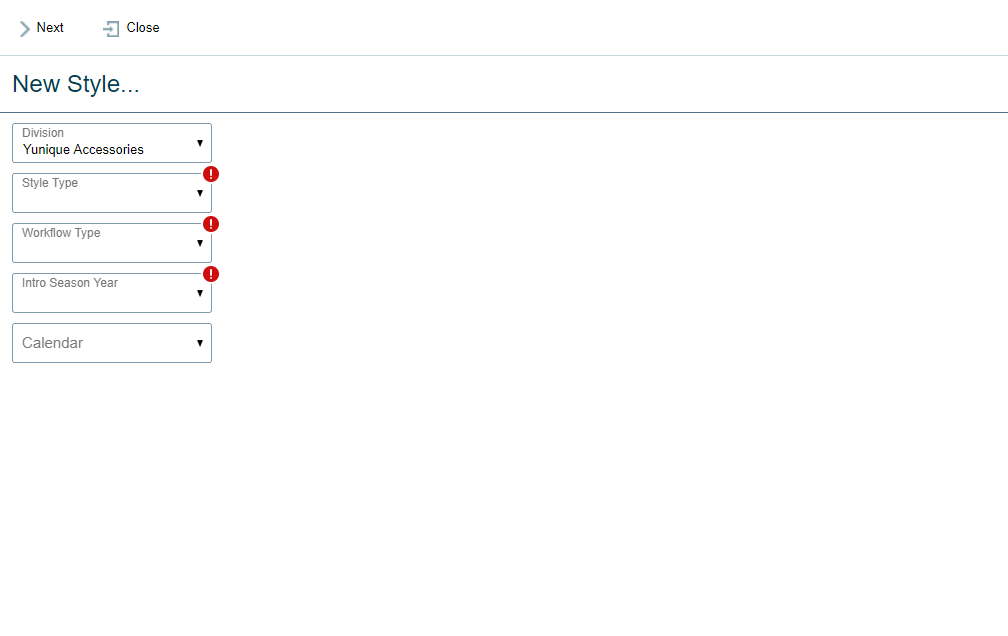 Next
Close
New Style...
Division
Yunique Accessories
Style Type
Workflow Type
Intro Season Year
Calendar